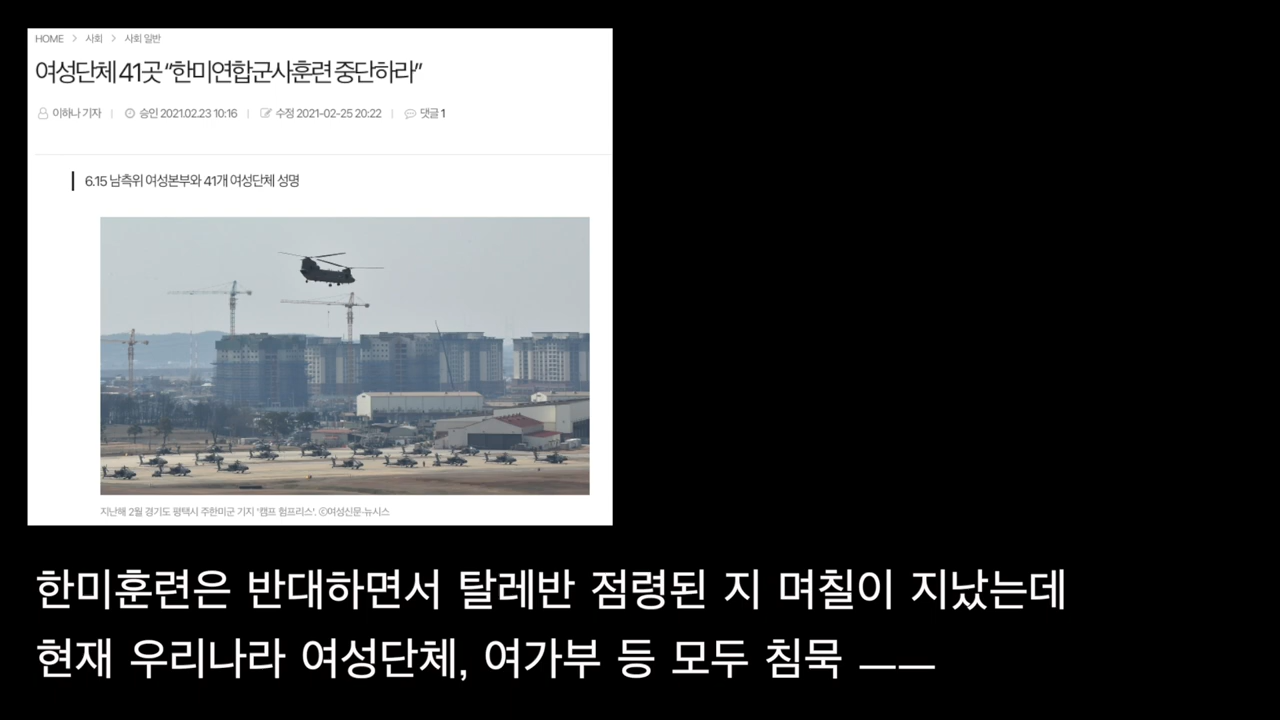 HOME > 사회 > 사회 일반
여성단체 41곳 “한미연합군사훈련 중단하라”
이하나 기자 | 승인 2021.02.23 10:16 | 수정 2021-02-25 20:22 | 댓글 1
6.15 남측위 여성본부와 41개 여성단체 성명
지난해 2월 경기도 평택시 주한미군 기지 '캠프 험프리스'. ⓒ여성신문·뉴시스
한미훈련은 반대하면서 탈레반 점령된 지 며칠이 지났는데
현재 우리나라 여성단체, 여가부 등 모두 침묵 ㅡㅡ